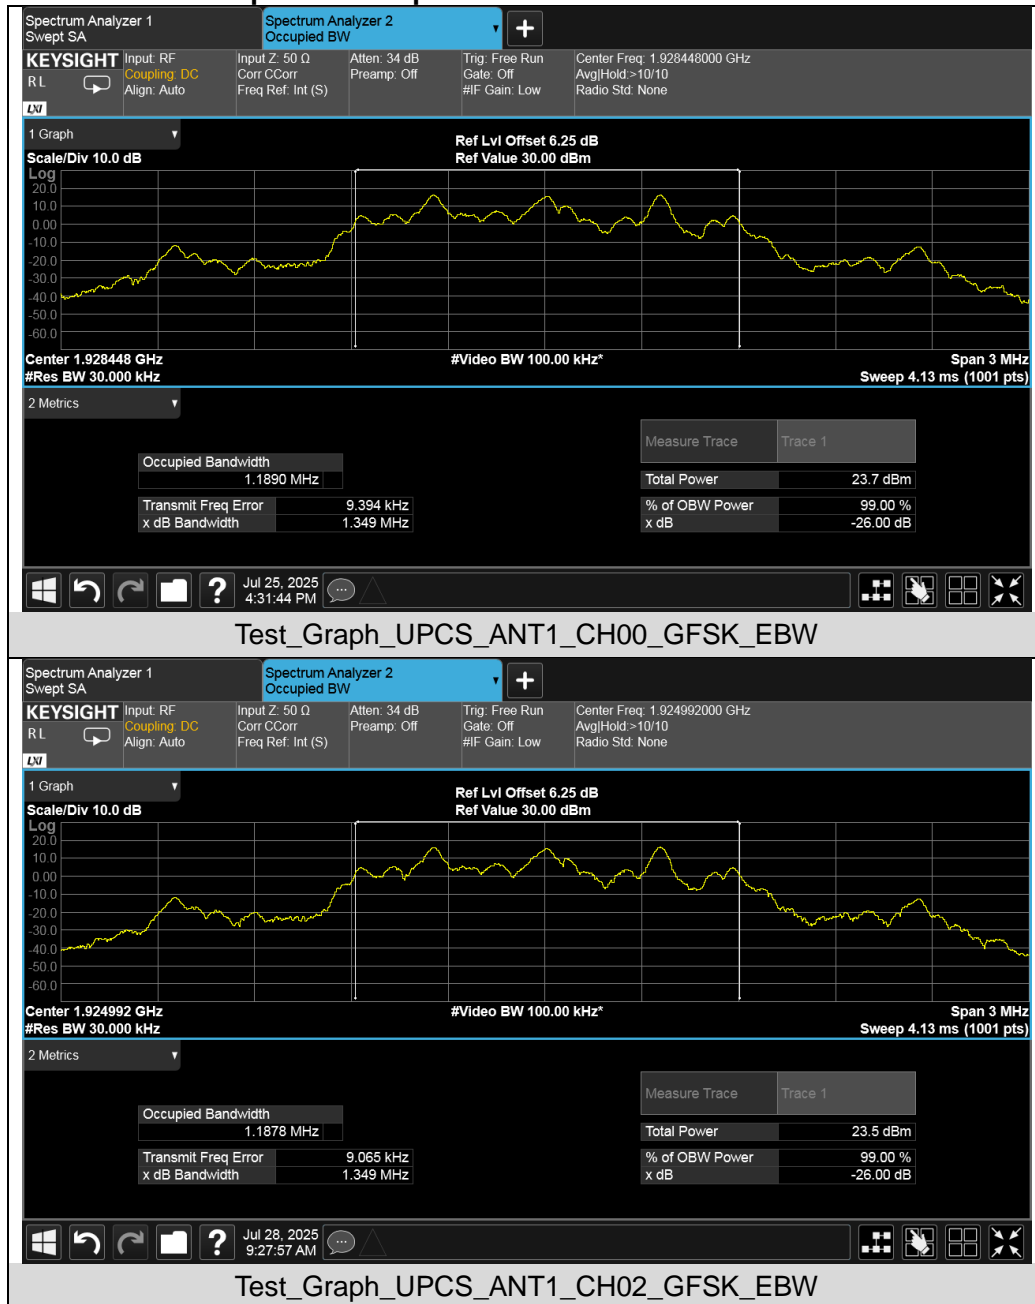 Spectrum Analyzer 1
Swept SA
Spectrum Analyzer 2
Occupied BW
KEYSIGHT
R L
LXI
Input: RF
Coupling: DC
Align: Auto
Input Z: 50 Ω
Corr CCorr
Freq Ref: Int (S)
Atten: 34 dB
Preamp: Off
Trig: Free Run
Gate: Off
#IF Gain: Low
Center Freq: 1.928448000 GHz
Avg|Hold:>10/10
Radio Std: None
1 Graph
Scale/Div 10.0 dB
Ref Lvl Offset 6.25 dB
Ref Value 30.00 dBm
Log
20.0
10.0
0.00
-10.0
-20.0
-30.0
-40.0
-50.0
-60.0
Center 1.928448 GHz
#Video BW 100.00 kHz*
Span 3 MHz
#Res BW 30.000 kHz
Sweep 4.13 ms (1001 pts)
2 Metrics
Measure Trace Trace 1
Occupied Bandwidth
1.1890 MHz
Total Power 23.7 dBm
Transmit Freq Error 9.394 kHz
% of OBW Power 99.00 %
x dB Bandwidth 1.349 MHz
x dB -26.00 dB
Jul 25, 2025
4:31:44 PM
Test_Graph_UPCS_ANT1_CH00_GFSK_EBW
Spectrum Analyzer 1
Swept SA
Spectrum Analyzer 2
Occupied BW
KEYSIGHT
R L
LXI
Input: RF
Coupling: DC
Align: Auto
Input Z: 50 Ω
Corr CCorr
Freq Ref: Int (S)
Atten: 34 dB
Preamp: Off
Trig: Free Run
Gate: Off
#IF Gain: Low
Center Freq: 1.924992000 GHz
Avg|Hold:>10/10
Radio Std: None
1 Graph
Scale/Div 10.0 dB
Ref Lvl Offset 6.25 dB
Ref Value 30.00 dBm
Log
20.0
10.0
0.00
-10.0
-20.0
-30.0
-40.0
-50.0
-60.0
Center 1.924992 GHz
#Video BW 100.00 kHz*
Span 3 MHz
#Res BW 30.000 kHz
Sweep 4.13 ms (1001 pts)
2 Metrics
Measure Trace Trace 1
Occupied Bandwidth
1.1878 MHz
Total Power 23.5 dBm
Transmit Freq Error 9.065 kHz
% of OBW Power 99.00 %
x dB Bandwidth 1.349 MHz
x dB -26.00 dB
Jul 28, 2025
9:27:57 AM
Test_Graph_UPCS_ANT1_CH02_GFSK_EBW